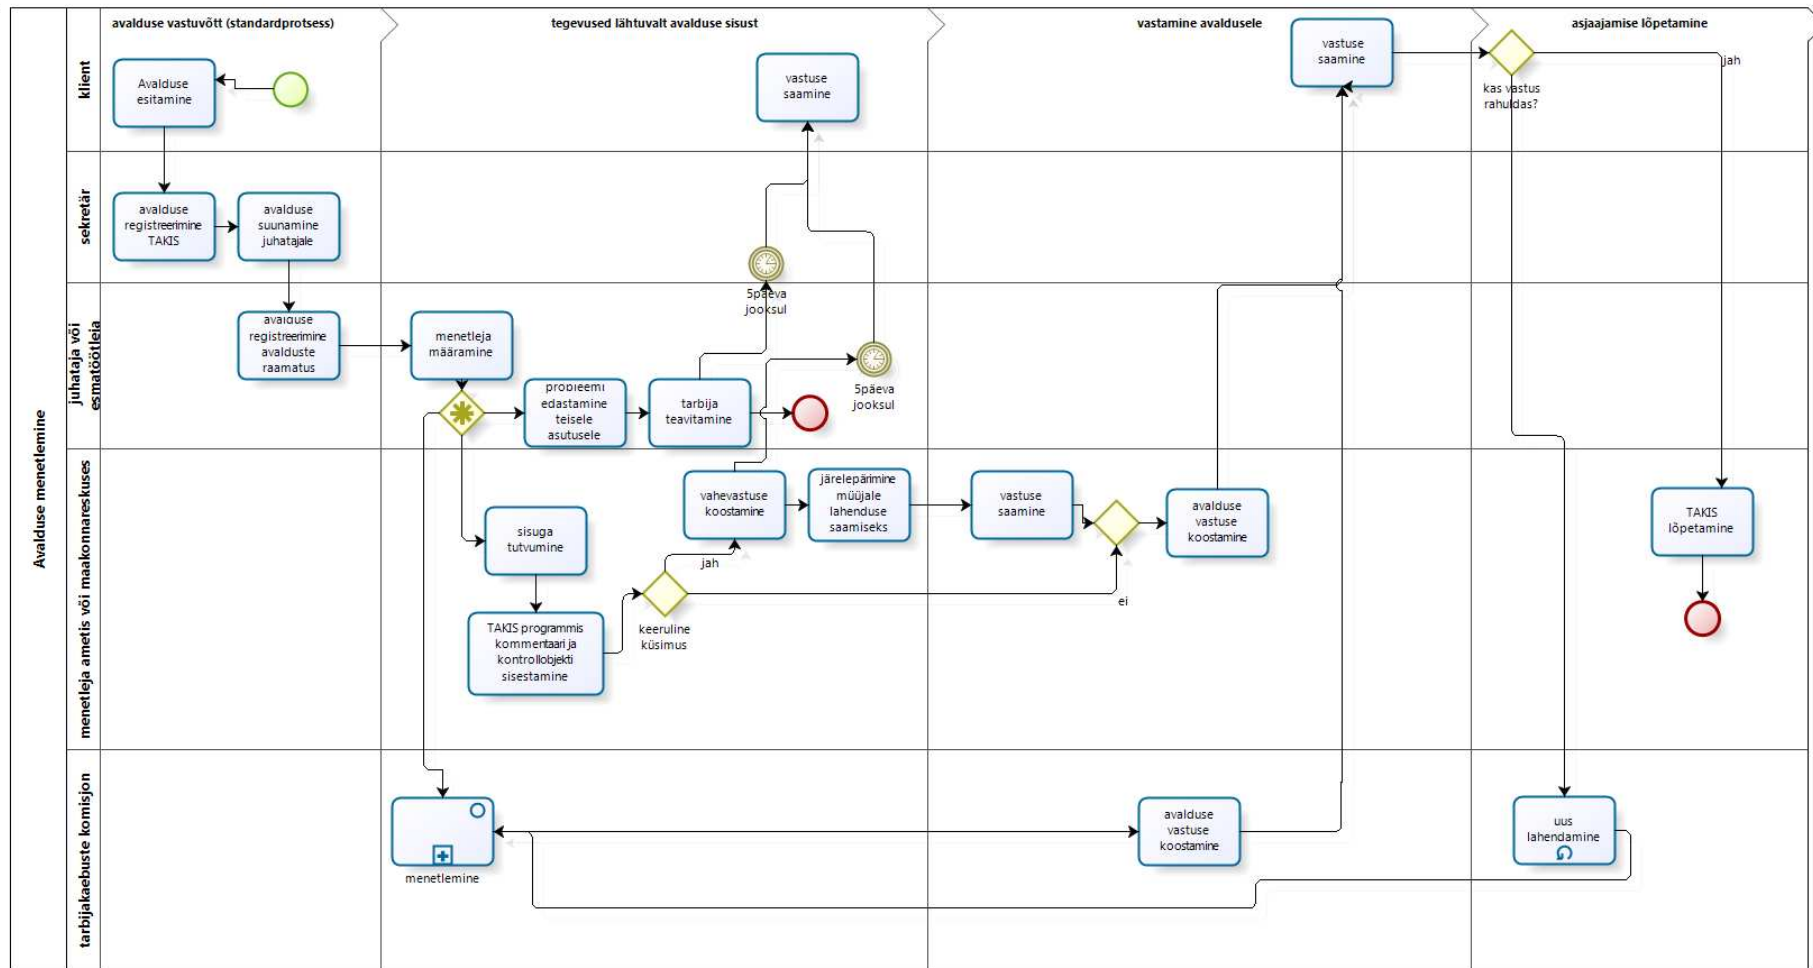 avalduse vastuvõtt (standardprotsess)
tegevused lähtuvalt avalduse sisust
vastamine avaldusele
asjaajamise lõpetamine
Avalduse menetlemine
klient
Avalduse
esitamine
vastuse
saamine
vastuse
saamine
kas vastus
rahuldas?
jah
sekretär
avalduse
registreerimine
TAKIS
avalduse
suunamine
juhatajale
5päeva
jooksul
juhataja või
esmatöötleja
avalduse
registreerimine
avalduste
raamatus
menetleja
määramine
probleemi
edastamine
teisele
asutusele
tarbija
teavitamine
5päeva
jooksul
menetleja ametis või maakonnareskuses
sisuga
tutvumine
TAKIS programmis
kommentaari ja
kontrollobjekti
sisestamine
keeruline
küsimus
jah
vahevastuse
koostamine
järelepärimine
müüjale
lahenduse
saamiseks
vastuse
saamine
ei
avalduse
vastuse
koostamine
TAKIS
lõpetamine
tarbijakaebuste komisjon
menetlemine
avalduse
vastuse
koostamine
uus
lahendamine